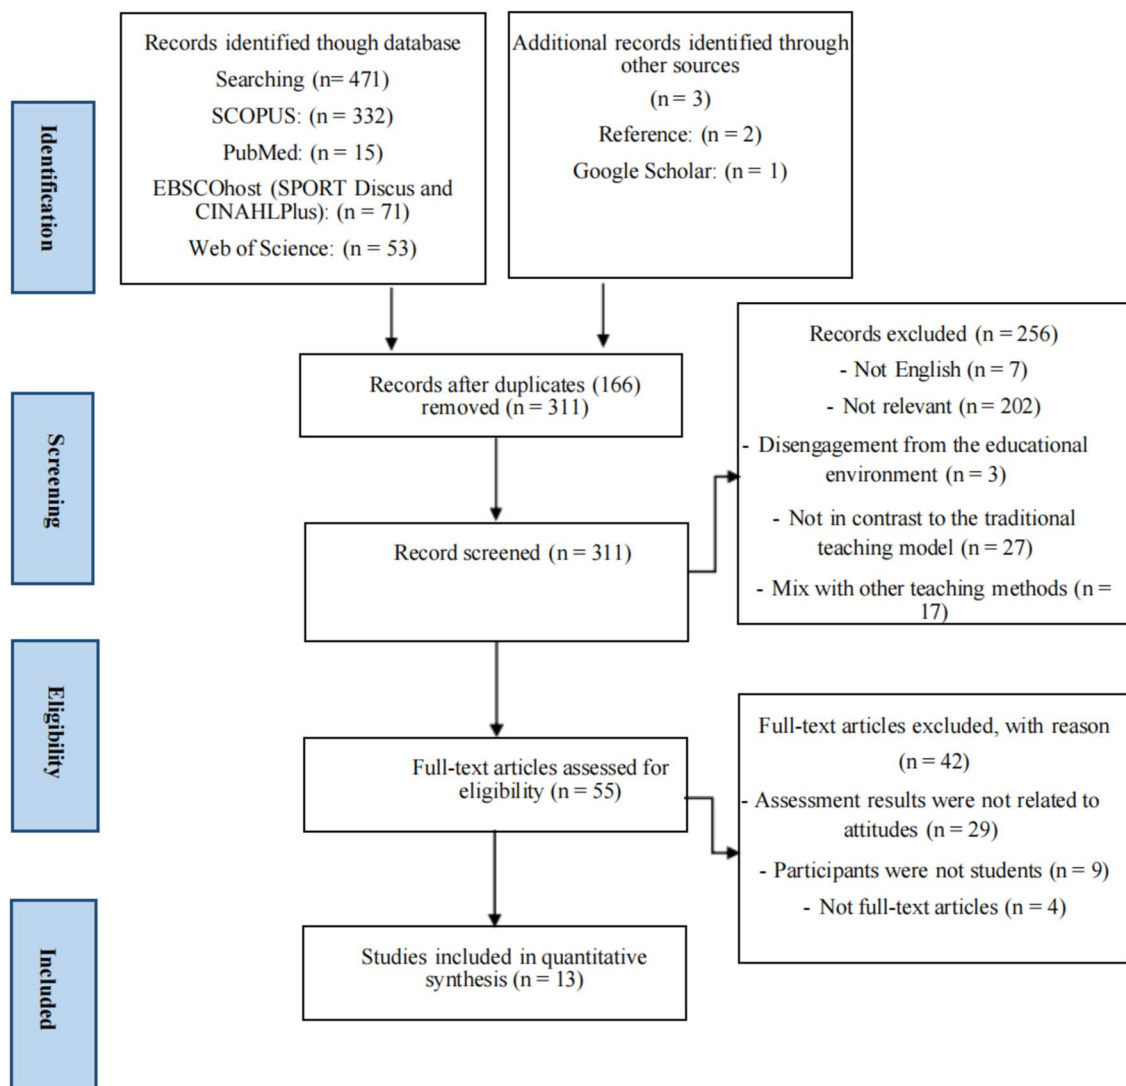 Identification
Records identified though database
Searching (n= 471)
SCOPUS: (n = 332)
PubMed: (n = 15)
EBSCOhost (SPORT Discus and
CINAHLPlus): (n = 71)
Web of Science: (n = 53)
Additional records identified through
other sources
(n = 3)
Reference: (n = 2)
Google Scholar: (n = 1)
Screening
Records after duplicates (166)
removed (n = 311)
Record screened (n = 311)
Records excluded (n = 256)
- Not English (n = 7)
- Not relevant (n = 202)
- Disengagement from the educational
environment (n = 3)
- Not in contrast to the traditional
teaching model (n = 27)
- Mix with other teaching methods (n =
17)
Eligibility
Full-text articles assessed for
eligibility (n = 55)
Full-text articles excluded, with reason
(n = 42)
- Assessment results were not related to
attitudes (n = 29)
- Participants were not students (n = 9)
- Not full-text articles (n = 4)
Included
Studies included in quantitative
synthesis (n = 13)